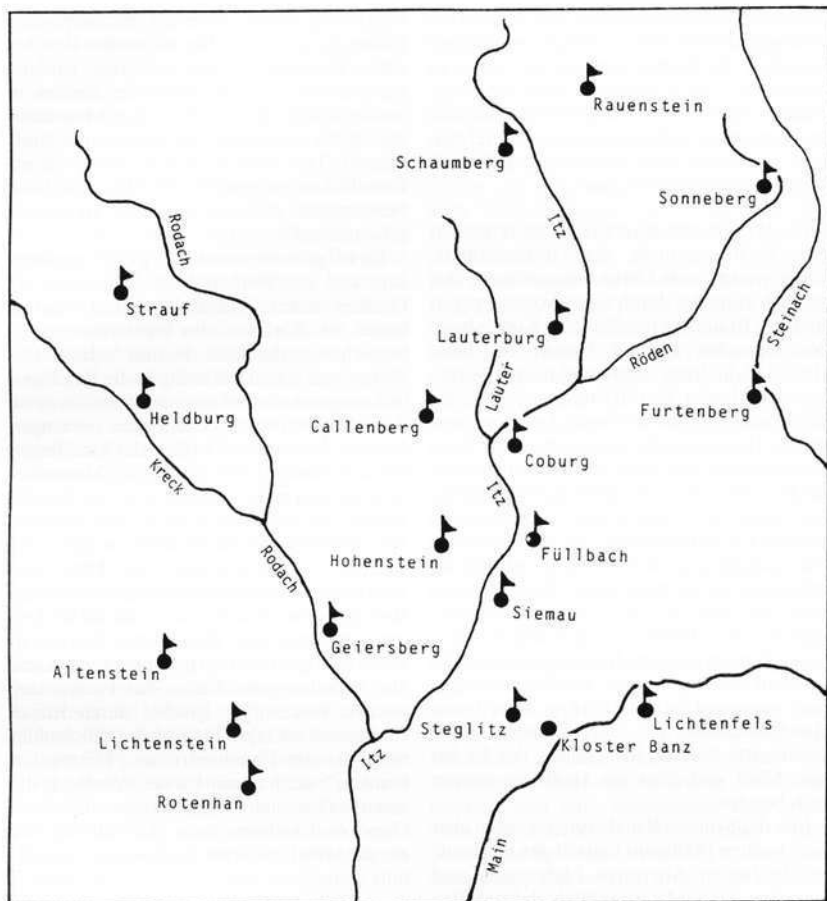 Rauenstein
Schaumberg
Sonneberg
Itz
Rodach
Strauf
Lauterburg
Steinach
Röden
Lauter
Heldburg
Callenberg
Furtenberg
Coburg
Kreck
Itz
Hohenstein
Füllbach
Rodach
Siemau
Geiersberg
Altenstein
Lichtenstein
Steglitz
Lichtenfels
Kloster Banz
Itz
Rotenhan
Main